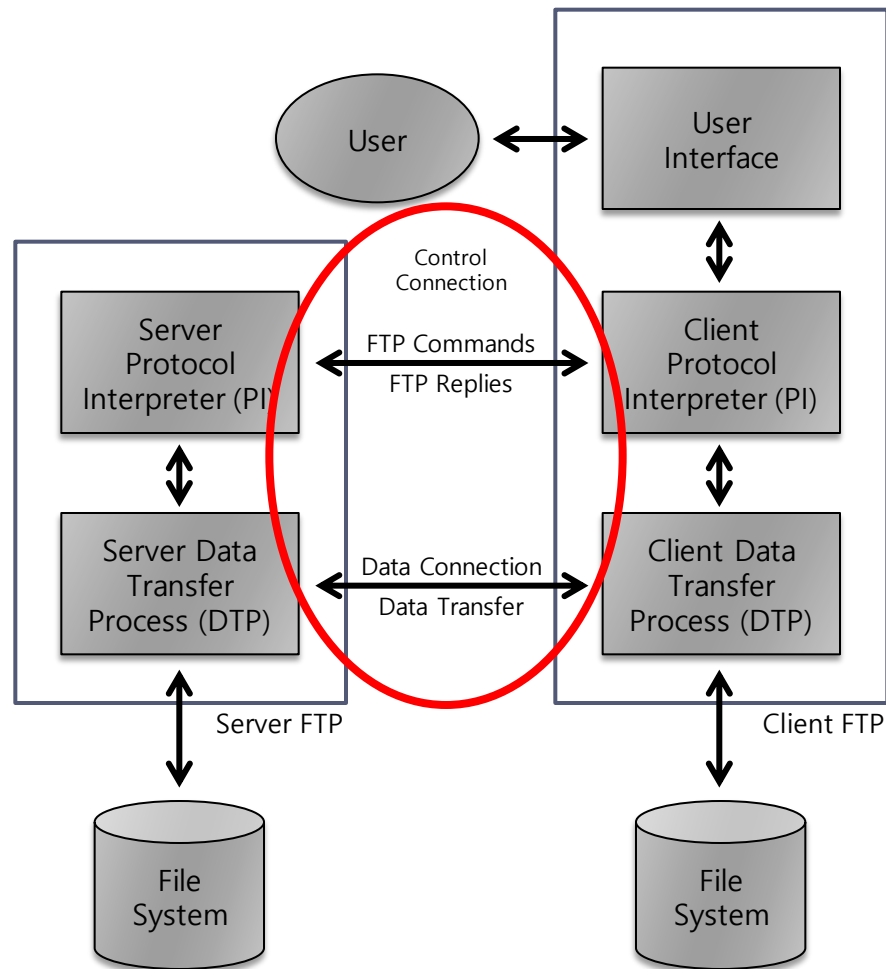 User
User
Interface
Control
Connection
Server
Protocol
Interpreter (PI)
FTP Commands
FTP Replies
Client
Protocol
Interpreter (PI)
Server Data
Transfer
Process (DTP)
Data Connection
Data Transfer
Client Data
Transfer
Process (DTP)
Server FTP
Client FTP
File
System
File
System